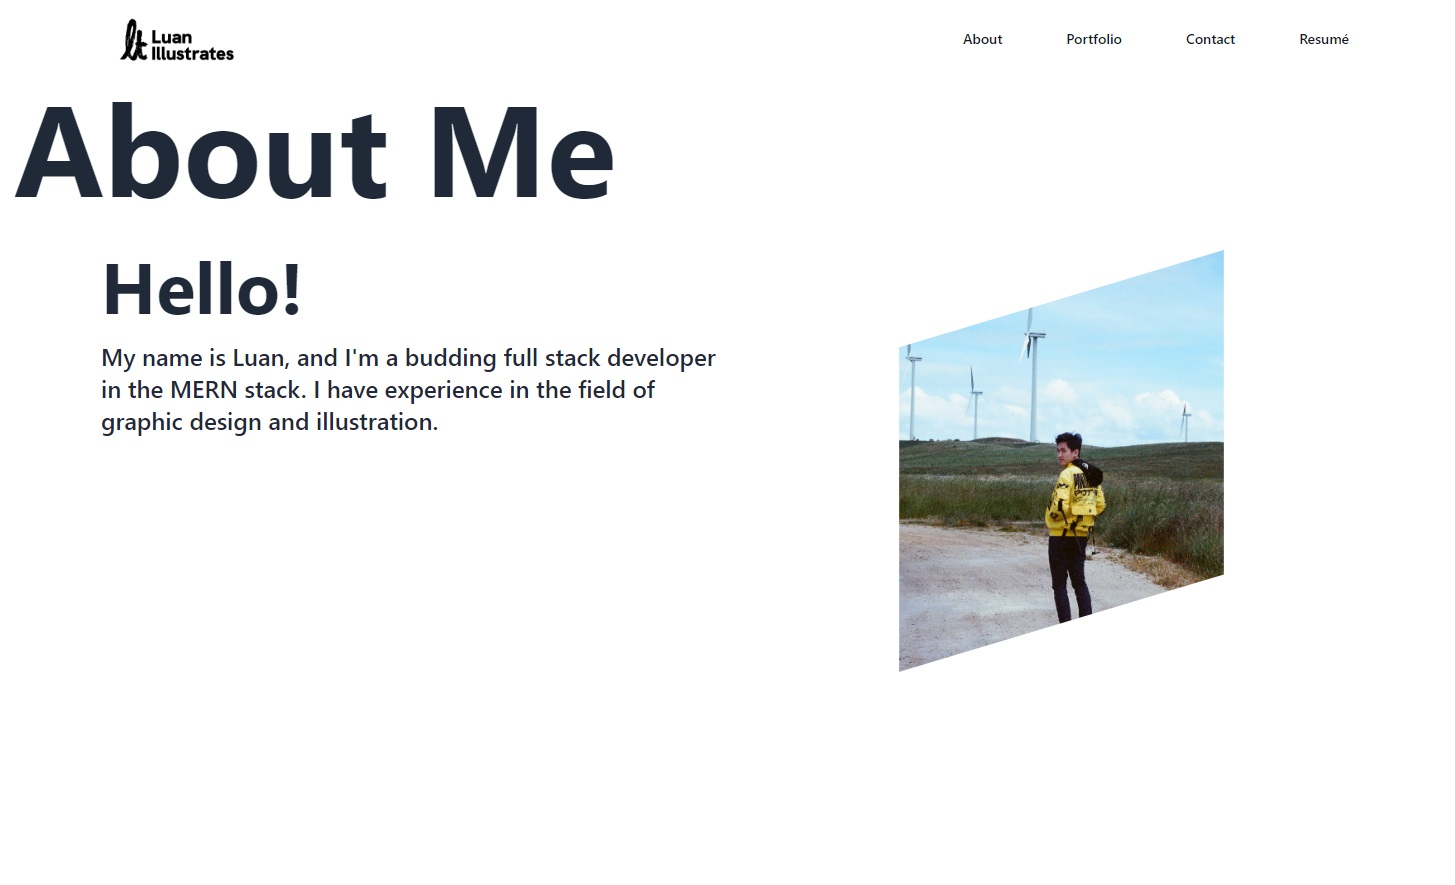 lt Luan
Illustrates
About Portfolio Contact Resumé
About Me
Hello!
My name is Luan, and I'm a budding full stack developer
in the MERN stack. I have experience in the field of
graphic design and illustration.